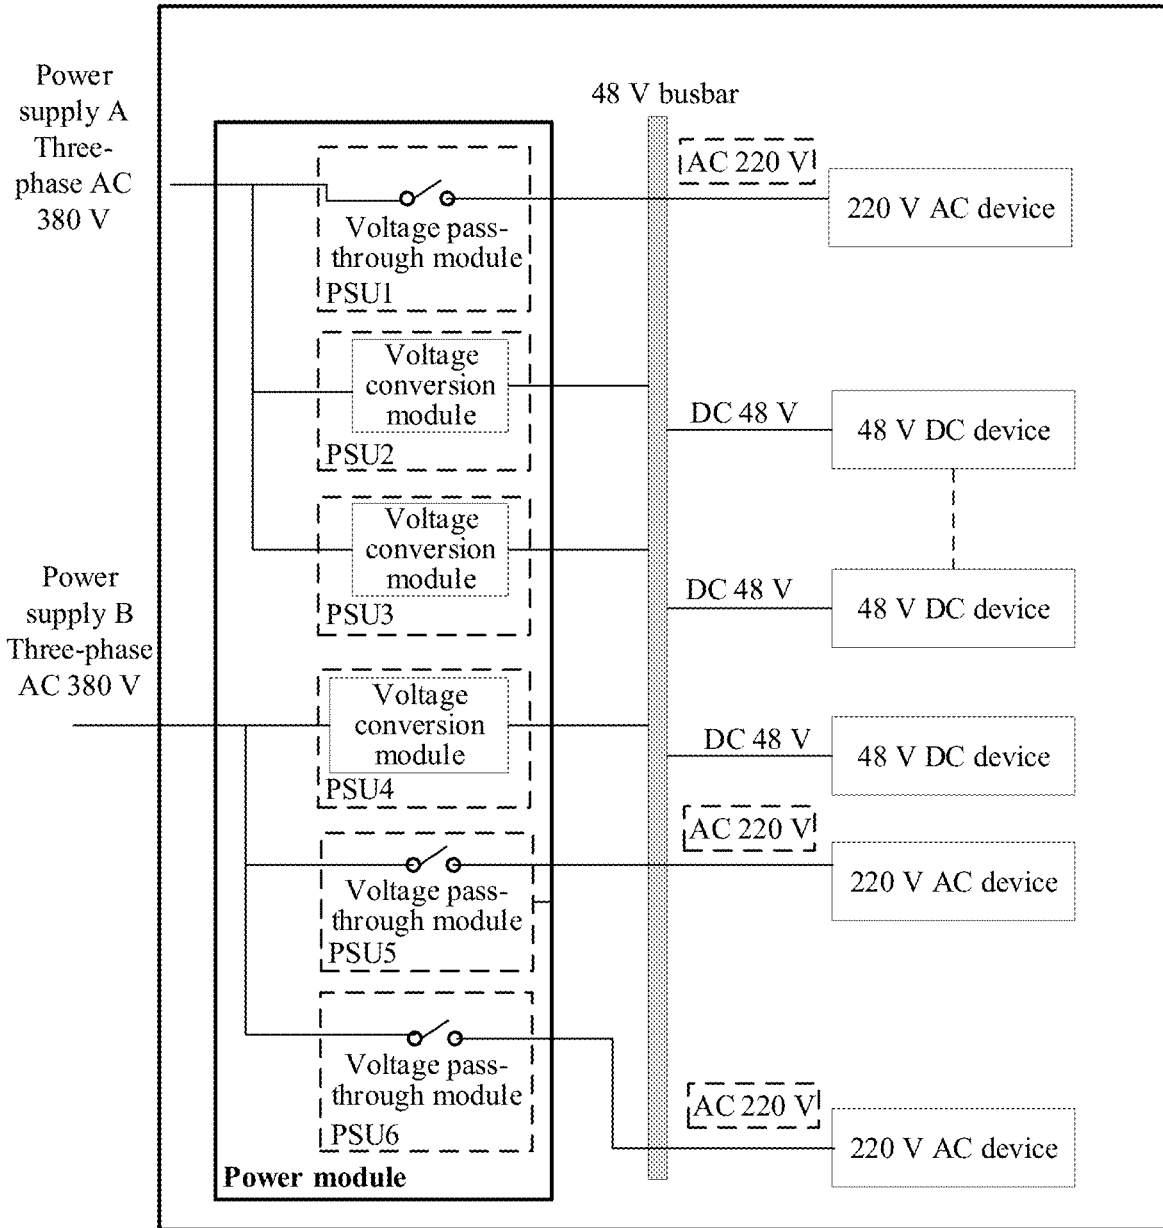 Power
supply A
Three-
phase AC
380 V
48 V busbar
AC 220 V
220 V AC device
Voltage pass-
through module
PSU1
Voltage
conversion
module
PSU2
DC 48 V
48 V DC device
Voltage
conversion
module
PSU3
DC 48 V
48 V DC device
Power
supply B
Three-phase
AC 380 V
Voltage
conversion
module
PSU4
DC 48 V
48 V DC device
AC 220 V
220 V AC device
Voltage pass-
through module
PSU5
Voltage pass-
through module
PSU6
AC 220 V
220 V AC device
Power module